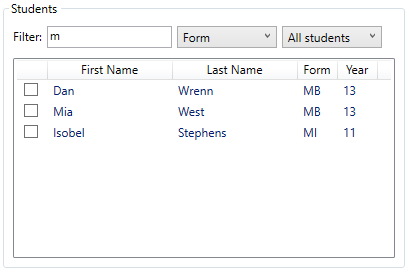 Students
Filter: m Form All students
First Name Last Name Form Year
Dan Wrenn MB 13
Mia West MB 13
Isobel Stephens MI 11